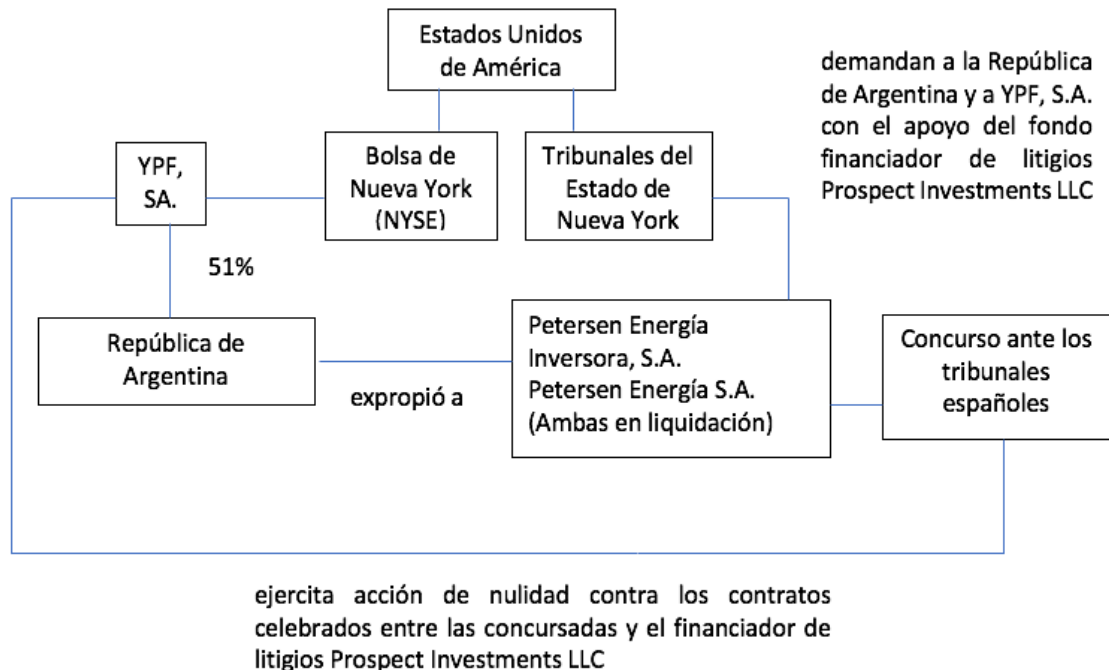 Estados Unidos
de América
demandan a la República
de Argentina y a YPF, S.A.
con el apoyo del fondo
financiador de litigios
Prospect Investments LLC
YPF,
SA.
Bolsa de
Nueva York
(NYSE)
Tribunales del
Estado de
Nueva York
51%
República de
Argentina
expropió a
Petersen Energía
Inversora, S.A.
Petersen Energía S.A.
(Ambas en liquidación)
Concurso ante los
tribunales
españoles
ejercita acción de nulidad contra los contratos
celebrados entre las concursadas y el financiador de
litigios Prospect Investments LLC